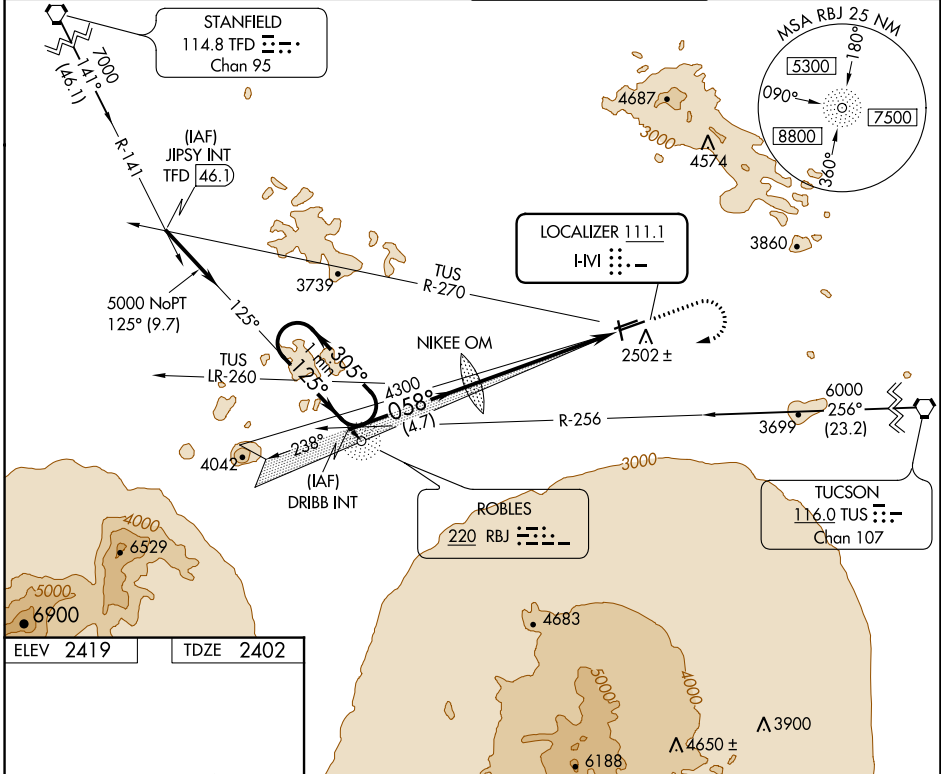 STANFIELD
114.8 TFD
Chan 95
7000
141°
(46.1)
R-141
(IAF)
JIPSY INT
TFD 46.1
MSA RBJ 25 NM
180°
5300
090°
7500
8800
360°
4687
3000
4574
3860
LOCALIZER 111.1
I-IVI
3739
TUS
R-270
5000 NoPT
125° (9.7)
125°
NIKEE OM
2502 ±
1 min
305°
125°
TUS
LR-260
4300
058°
(4.7)
6000
256°
(23.2)
R-256
3699
238°
4042
(IAF)
DRIBB INT
3000
ROBLES
220 RBJ
TUCSON
116.0 TUS
Chan 107
4000
6529
5000
6900
4683
ELEV 2419
TDZE 2402
5000
4000
3900
4650 ±
6188